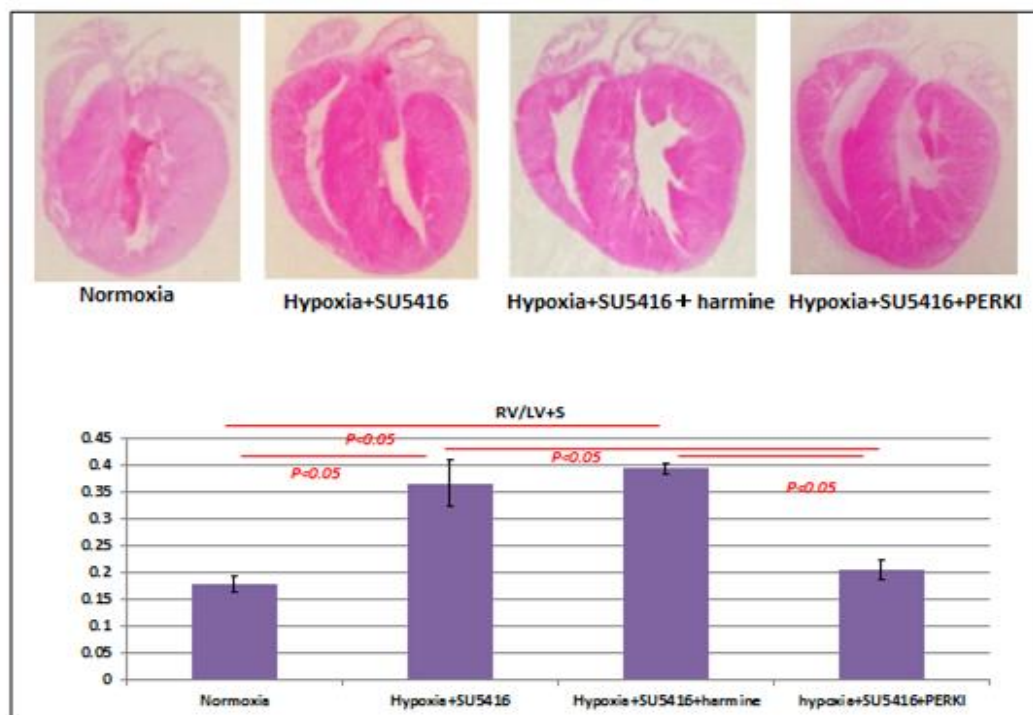 Normoxia
Hypoxia+SU5416
Hypoxia+SU5416 + harmine
Hypoxia+SU5416+PERKI
RV/LV+S
0.45
P<0.05
0.4
P<0.05
P<0.05
P<0.05
0.35
0.3
0.25
0.2
0.15
0.1
0.05
0
Normoxia
Hypoxia+SU5416
Hypoxia+SU5416+harmine
hypoxia+SU5416+PERKI